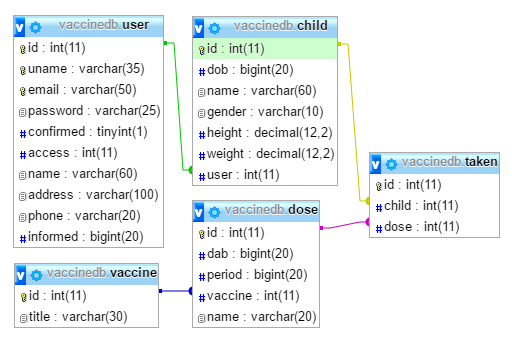 vaccinedb.user
id : int(11)
uname : varchar(35)
email : varchar(50)
password : varchar(25)
confirmed : tinyint(1)
access : int(11)
name : varchar(60)
address : varchar(100)
phone : varchar(20)
informed : bigint(20)
vaccinedb.child
id : int(11)
dob : bigint(20)
name : varchar(60)
gender : varchar(10)
height : decimal(12,2)
weight : decimal(12,2)
user : int(11)
vaccinedb.taken
id : int(11)
child : int(11)
dose : int(11)
vaccinedb.dose
id : int(11)
dab : bigint(20)
period : bigint(20)
vaccine : int(11)
name : varchar(20)
vaccinedb.vaccine
id : int(11)
title : varchar(30)